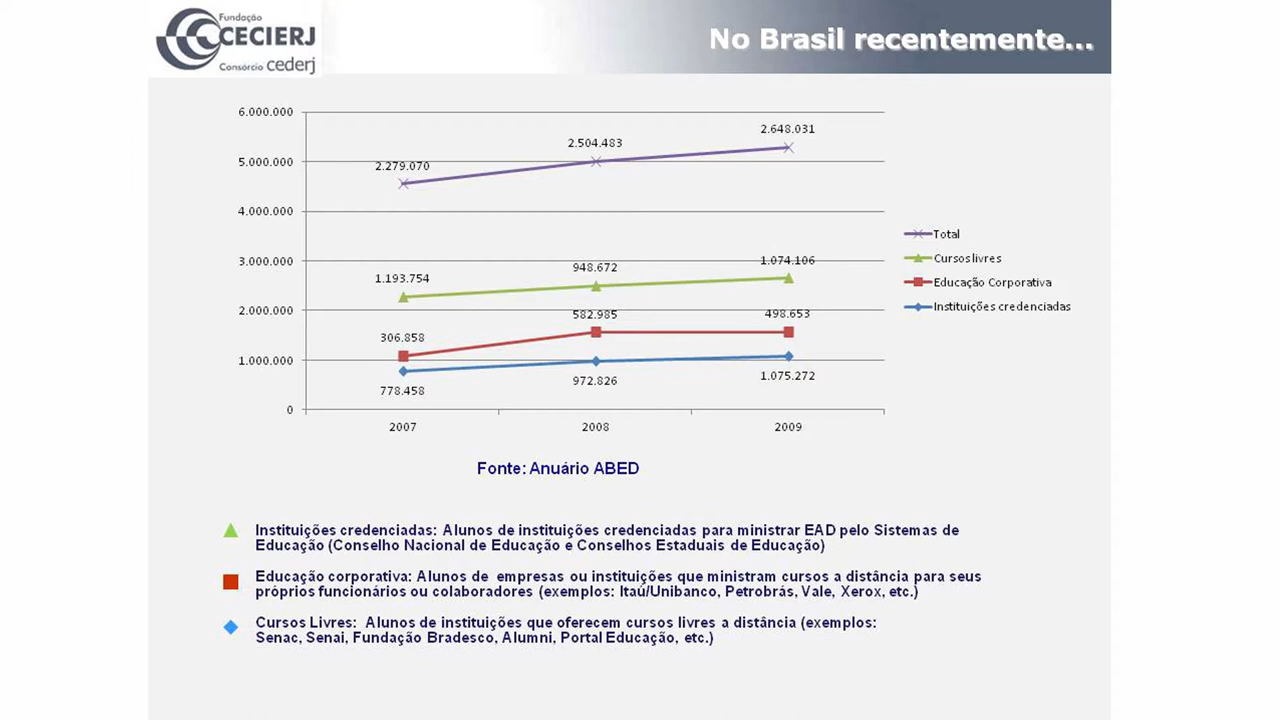 Fundação
CECIERJ
Consórcio cederj
No Brasil recentemente...
6.000.000
5.000.000
4.000.000
3.000.000
2.000.000
1.000.000
0
2.279.070
2.504.483
2.648.031
1.193.754
948.672
1.074.106
306.858
582.985
498.653
778.458
972.826
1.075.272
2007
2008
2009
Total
Cursos livres
Educação Corporativa
Instituições credenciadas
Fonte: Anuário ABED
Instituições credenciadas: Alunos de instituições credenciadas para ministrar EAD pelo Sistemas de
Educação (Conselho Nacional de Educação e Conselhos Estaduais de Educação)
Educação corporativa: Alunos de empresas ou instituições que ministram cursos a distância para seus
próprios funcionários ou colaboradores (exemplos: Itaú/Unibanco, Petrobrás, Vale, Xerox, etc.)
Cursos Livres: Alunos de instituições que oferecem cursos livres a distância (exemplos:
Senac, Senai, Fundação Bradesco, Alumni, Portal Educação, etc.)